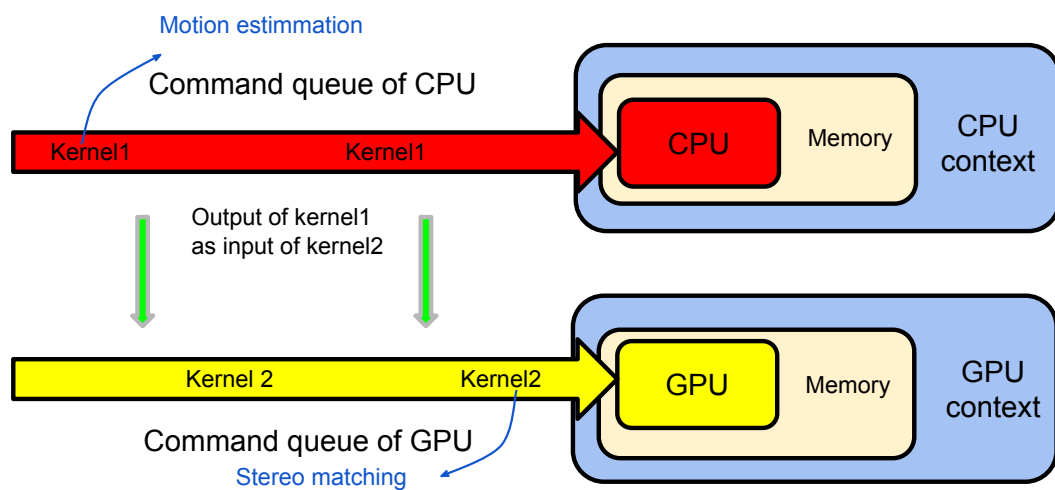 Motion estimmation
Command queue of CPU
Kernel1
Kernel1
CPU
Memory
CPU
context
Output of kernel1
as input of kernel2
Kernel 2
Kernel2
GPU
Memory
GPU
context
Command queue of GPU
Stereo matching